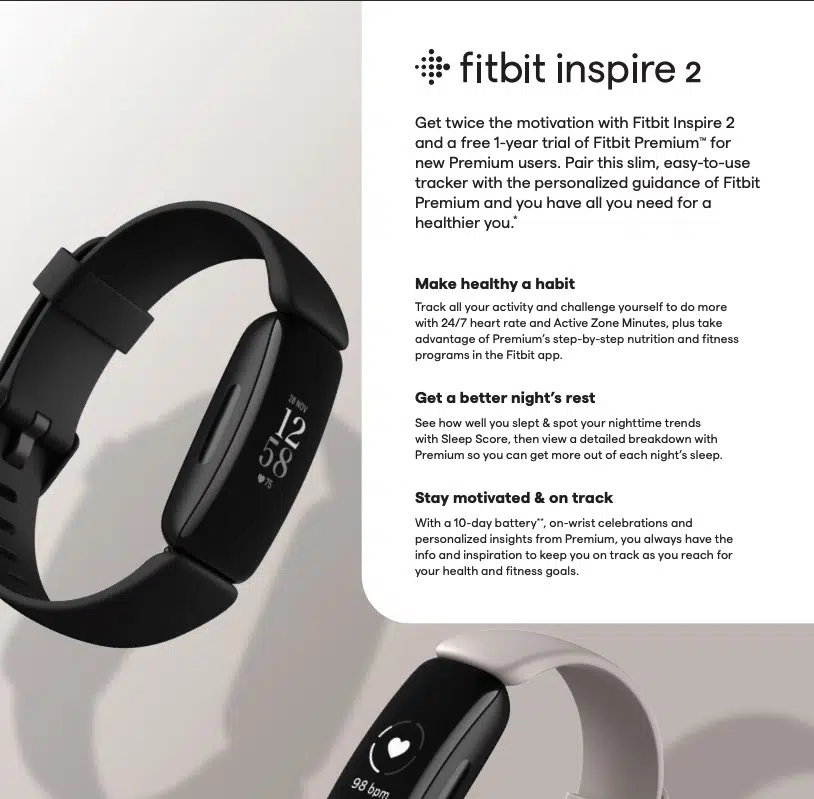 fitbit inspire 2
Get twice the motivation with Fitbit Inspire 2
and a free 1-year trial of Fitbit Premium™ for
new Premium users. Pair this slim, easy-to-use
tracker with the personalized guidance of Fitbit
Premium and you have all you need for a
healthier you.*
Make healthy a habit
Track all your activity and challenge yourself to do more
with 24/7 heart rate and Active Zone Minutes, plus take
advantage of Premium's step-by-step nutrition and fitness
programs in the Fitbit app.
Get a better night's rest
See how well you slept & spot your nighttime trends
with Sleep Score, then view a detailed breakdown with
Premium so you can get more out of each night's sleep.
Stay motivated & on track
With a 10-day battery**, on-wrist celebrations and
personalized insights from Premium, you always have the
info and inspiration to keep you on track as you reach for
your health and fitness goals.
28 NOV
12
58
75
98 bpm